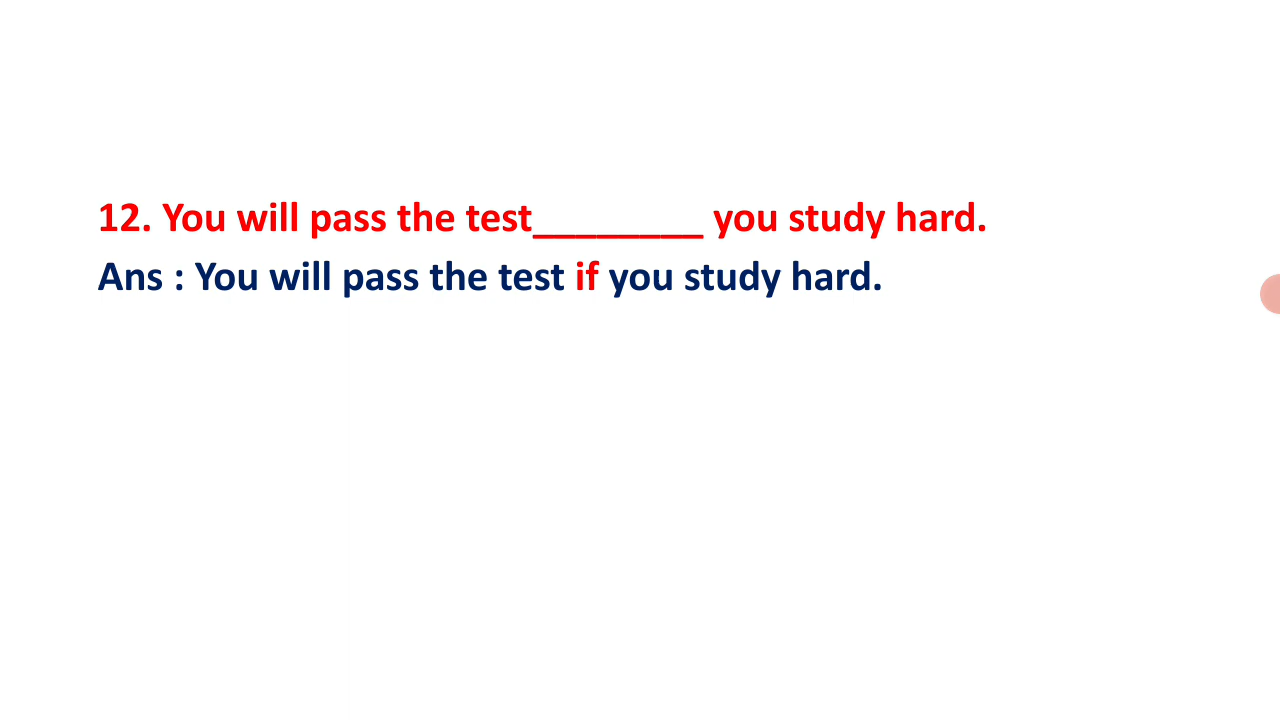 12. You will pass the test________ you study hard.
Ans : You will pass the test if you study hard.